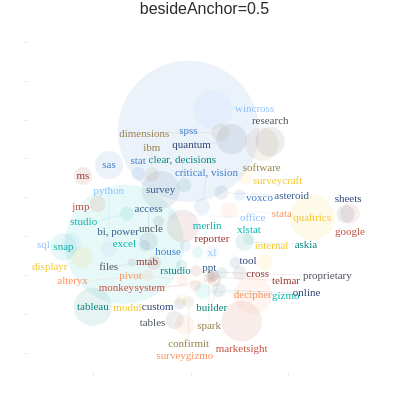 besideAnchor=0.5
wincross
research
dimensions
spss
ibm
quantum
sas
stat
clear, decisions
software
ms
critical, vision
surveycraft
python
survey
voxco
asteroid
sheets
jmp
access
office
stata
qualtrics
studio
uncle
merlin
xlstat
google
bi, power
reporter
sql
snap
excel
house
xl
internal
askia
displayr
files
mtab
rstudio
ppt
tool
alteryx
pivot
cross
telmar
proprietary
monkeysystem
decipher
gizmo
online
tableau
modul
custom
builder
tables
spark
confirmit
marketsight
surveygizmo